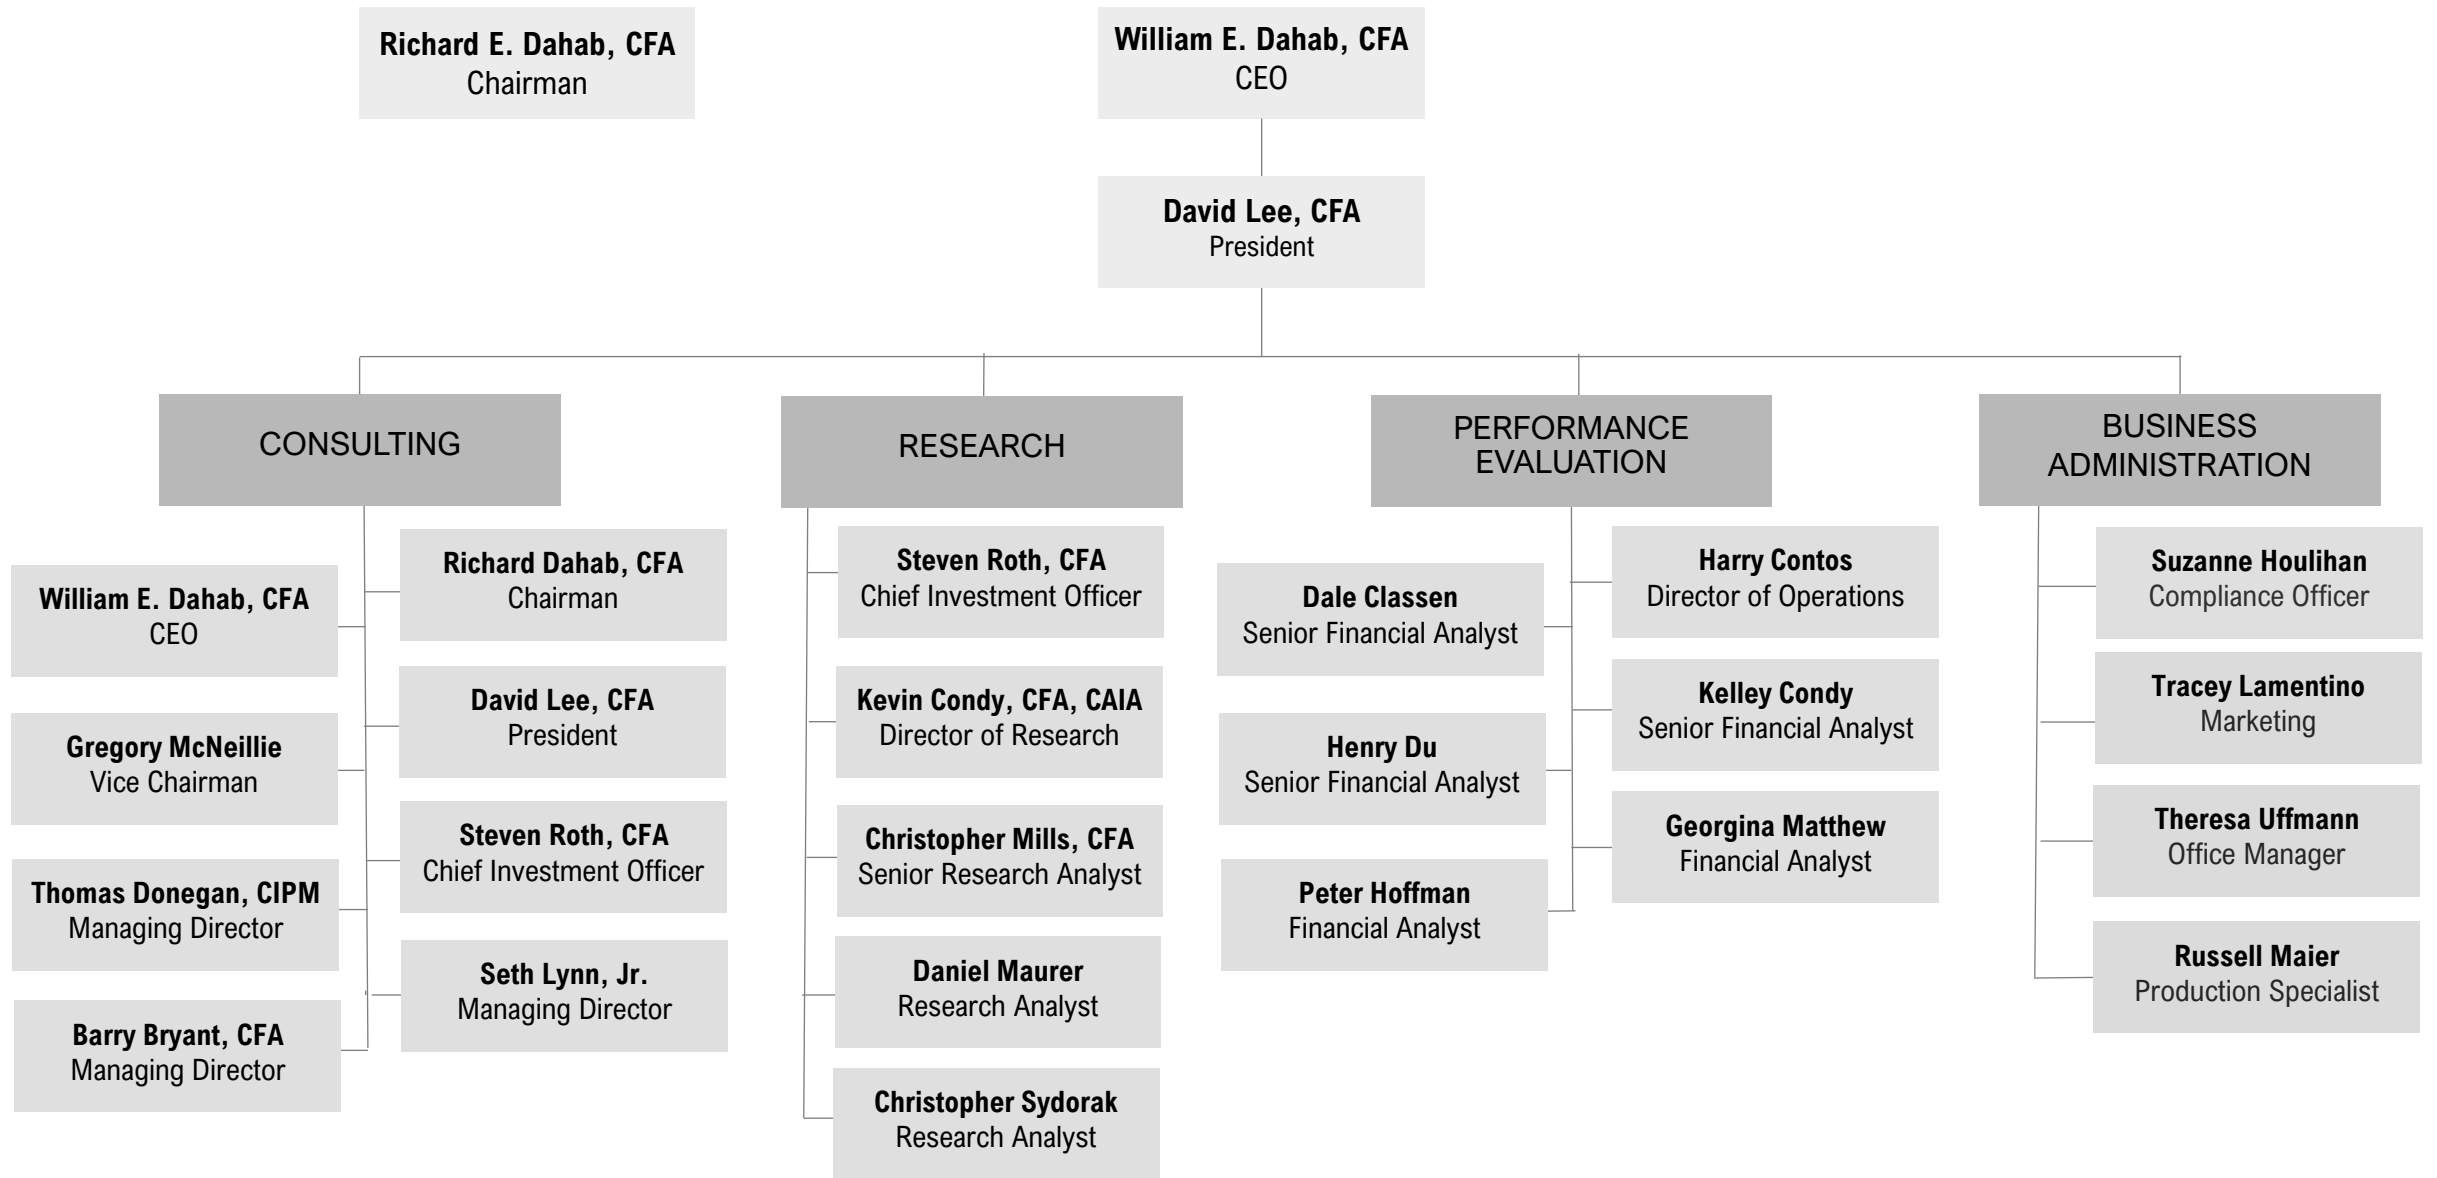 Richard E. Dahab, CFA
Chairman
William E. Dahab, CFA
CEO
David Lee, CFA
President
CONSULTING
William E. Dahab, CFA
CEO
Gregory McNeillie
Vice Chairman
Thomas Donegan, CIPM
Managing Director
Barry Bryant, CFA
Managing Director
Richard Dahab, CFA
Chairman
David Lee, CFA
President
Steven Roth, CFA
Chief Investment Officer
Seth Lynn, Jr.
Managing Director
RESEARCH
Steven Roth, CFA
Chief Investment Officer
Kevin Condy, CFA, CAIA
Director of Research
Christopher Mills, CFA
Senior Research Analyst
Daniel Maurer
Research Analyst
Christopher Sydorak
Research Analyst
PERFORMANCE
EVALUATION
Dale Classen
Senior Financial Analyst
Henry Du
Senior Financial Analyst
Peter Hoffman
Financial Analyst
Harry Contos
Director of Operations
Kelley Condy
Senior Financial Analyst
Georgina Matthew
Financial Analyst
BUSINESS
ADMINISTRATION
Suzanne Houlihan
Compliance Officer
Tracey Lamentino
Marketing
Theresa Uffmann
Office Manager
Russell Maier
Production Specialist